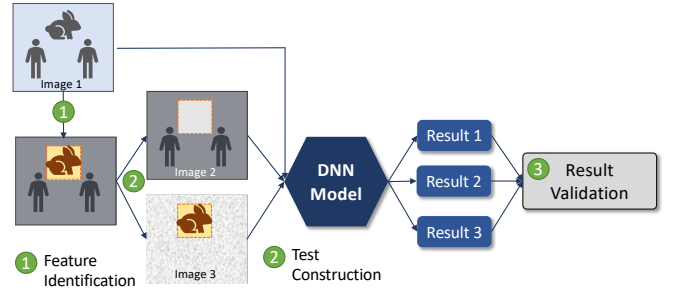 Image 1
1
Image 2
2
Image 3
DNN
Model
Result 1
Result 2
Result 3
3
Result
Validation
1
Feature
Identification
2
Test
Construction